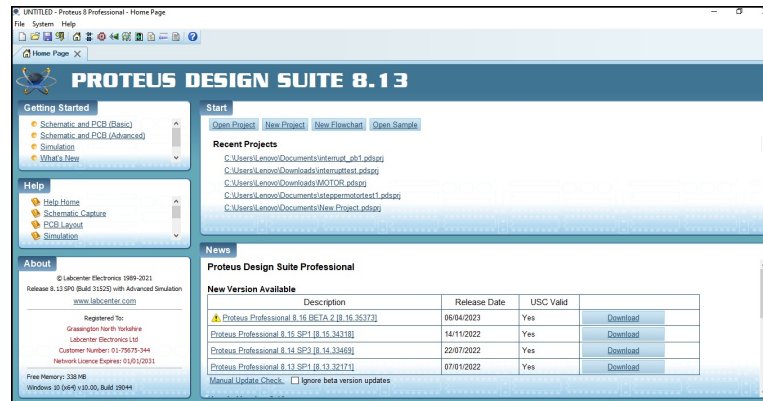 UNTITLED - Proteus 8 Professional - Home Page
File System Help
Home Page
PROTEUS DESIGN SUITE 8.13
Getting Started
Schematic and PCB (Basic)
Schematic and PCB (Advanced)
Simulation
What's New
Help
Help Home
Schematic Capture
PCB Layout
Simulation
About
© Labcenter Electronics 1989-2021
Release 8.13 SP0 (Build 31525) with Advanced Simulation
www.labcenter.com
Registered To:
Grassington North Yorkshire
Labcenter Electronics Ltd
Customer Number: 01-75675-344
Network Licence Expires: 01/01/2031
Free Memory: 338 MB
Windows 10 (x64) v10.00, Build 19044
Start
Open Project New Project New Flowchart Open Sample
Recent Projects
C:\Users\Lenovo\Documents\interrupt_pb1.pdsprj
C:\Users\Lenovo\Downloads\interrupttest.pdsprj
C:\Users\Lenovo\Downloads\MOTOR.pdsprj
C:\Users\Lenovo\Documents\steppermotortest1.pdsprj
C:\Users\Lenovo\Documents\New Project.pdsprj
News
Proteus Design Suite Professional
New Version Available
Description Release Date USC Valid
Proteus Professional 8.16 BETA 2 [8.16.35373] 06/04/2023 Yes Download
Proteus Professional 8.15 SP1 [8.15.34318] 14/11/2022 Yes Download
Proteus Professional 8.14 SP3 [8.14.33469] 22/07/2022 Yes Download
Proteus Professional 8.13 SP1 [8.13.32171] 07/01/2022 Yes Download
Manual Update Check. Ignore beta version updates